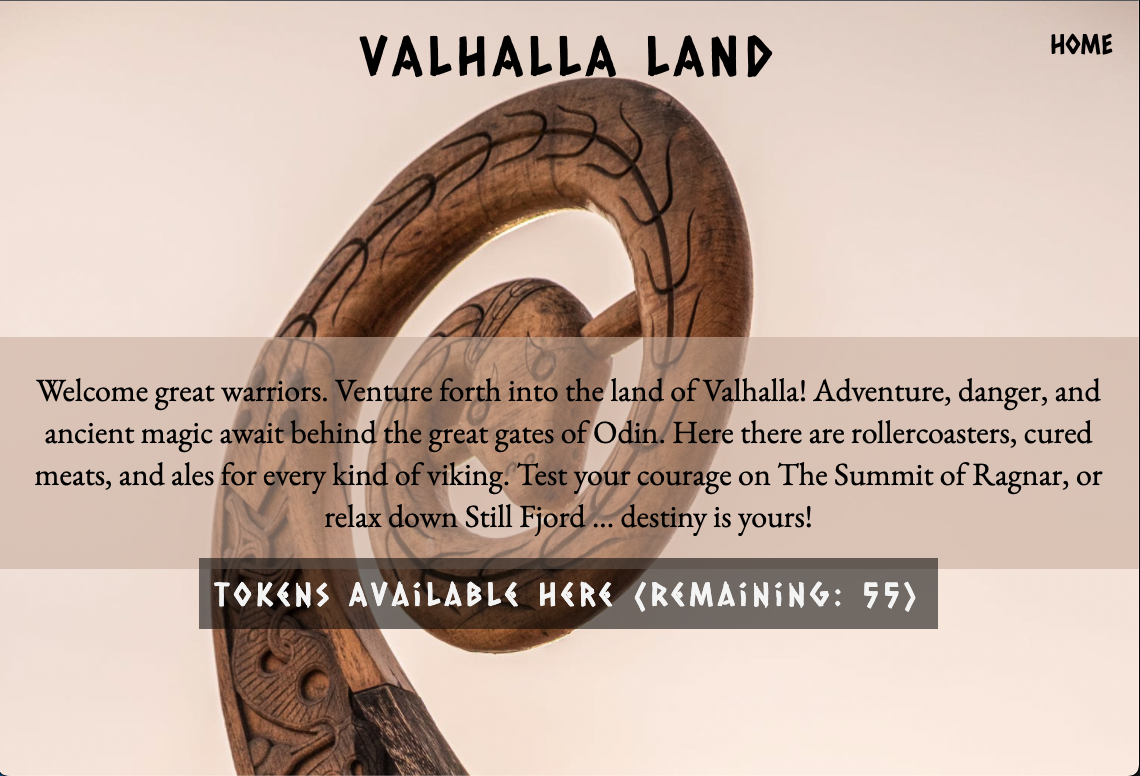 VALHALLA LAND
HOME
Welcome great warriors. Venture forth into the land of Valhalla! Adventure, danger, and
ancient magic await behind the great gates of Odin. Here there are rollercoasters, cured
meats, and ales for every kind of viking. Test your courage on The Summit of Ragnar, or
relax down Still Fjord ... destiny is yours!
TOKENS AVAiLABLE HERE (REMAiNiNG: 55)